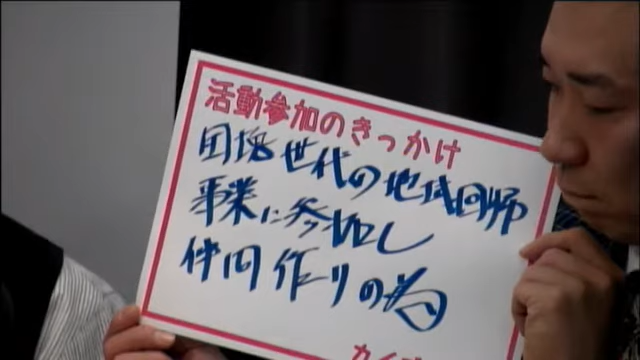 活動参加のきっかけ
団塊世代の地域回帰
事業に参加し
仲間作りの為